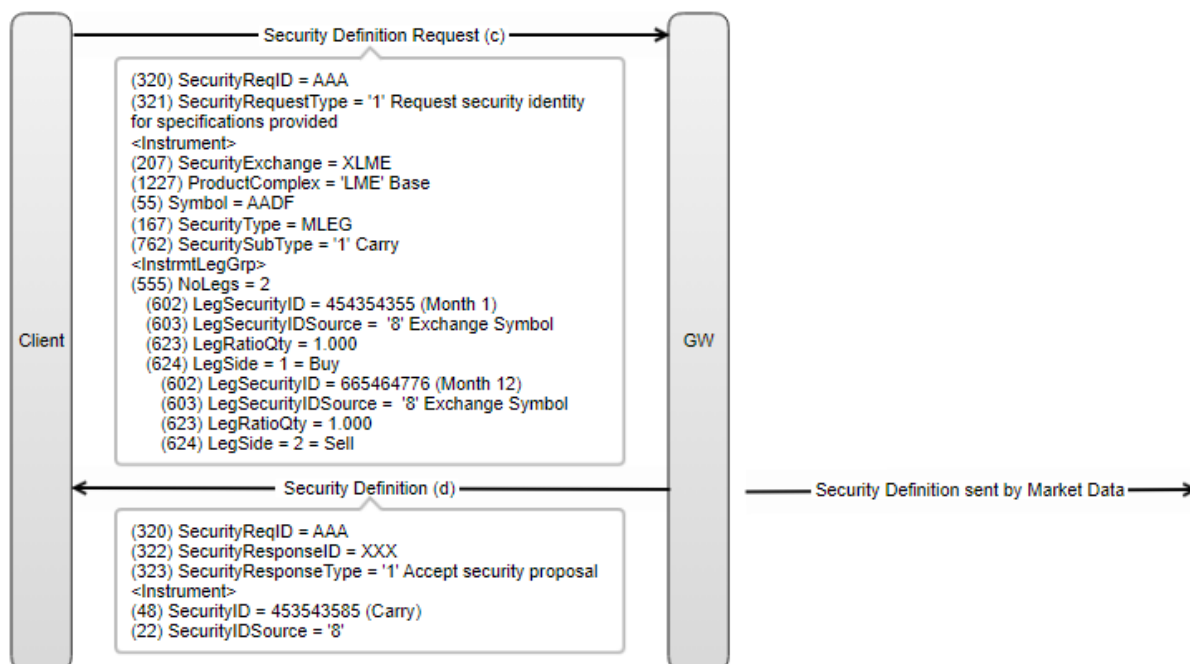 Security Definition Request (c)
(320) SecurityReqID = AAA
(321) SecurityRequestType = '1' Request security identity
for specifications provided
<Instrument>
(207) SecurityExchange = XLME
(1227) ProductComplex = 'LME' Base
(55) Symbol = AADF
(167) SecurityType = MLEG
(762) SecuritySubType = '1' Carry
<InstrmtLegGrp>
(555) NoLegs = 2
(602) LegSecurityID = 454354355 (Month 1)
(603) LegSecurityIDSource = '8' Exchange Symbol
(623) LegRatioQty = 1.000
(624) LegSide = 1 = Buy
(602) LegSecurityID = 665464776 (Month 12)
(603) LegSecurityIDSource = '8' Exchange Symbol
(623) LegRatioQty = 1.000
(624) LegSide = 2 = Sell
Client
GW
Security Definition (d)
Security Definition sent by Market Data
(320) SecurityReqID = AAA
(322) SecurityResponseID = XXX
(323) SecurityResponseType = '1' Accept security proposal
<Instrument>
(48) SecurityID = 453543585 (Carry)
(22) SecurityIDSource = '8'